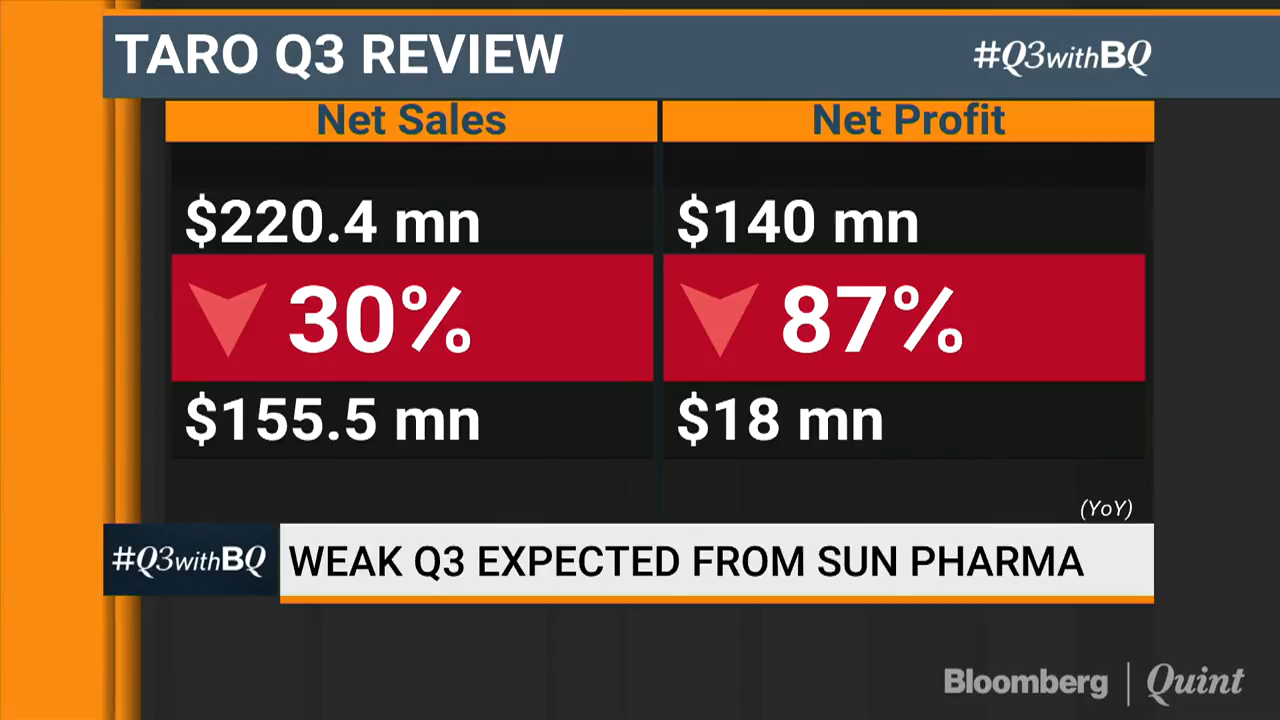 TARO Q3 REVIEW
#Q3withBQ
Net Sales
Net Profit
$220.4 mn
$140 mn
30%
87%
$155.5 mn
$18 mn
(YoY)
#Q3withBQ
WEAK Q3 EXPECTED FROM SUN PHARMA
Bloomberg | Quint